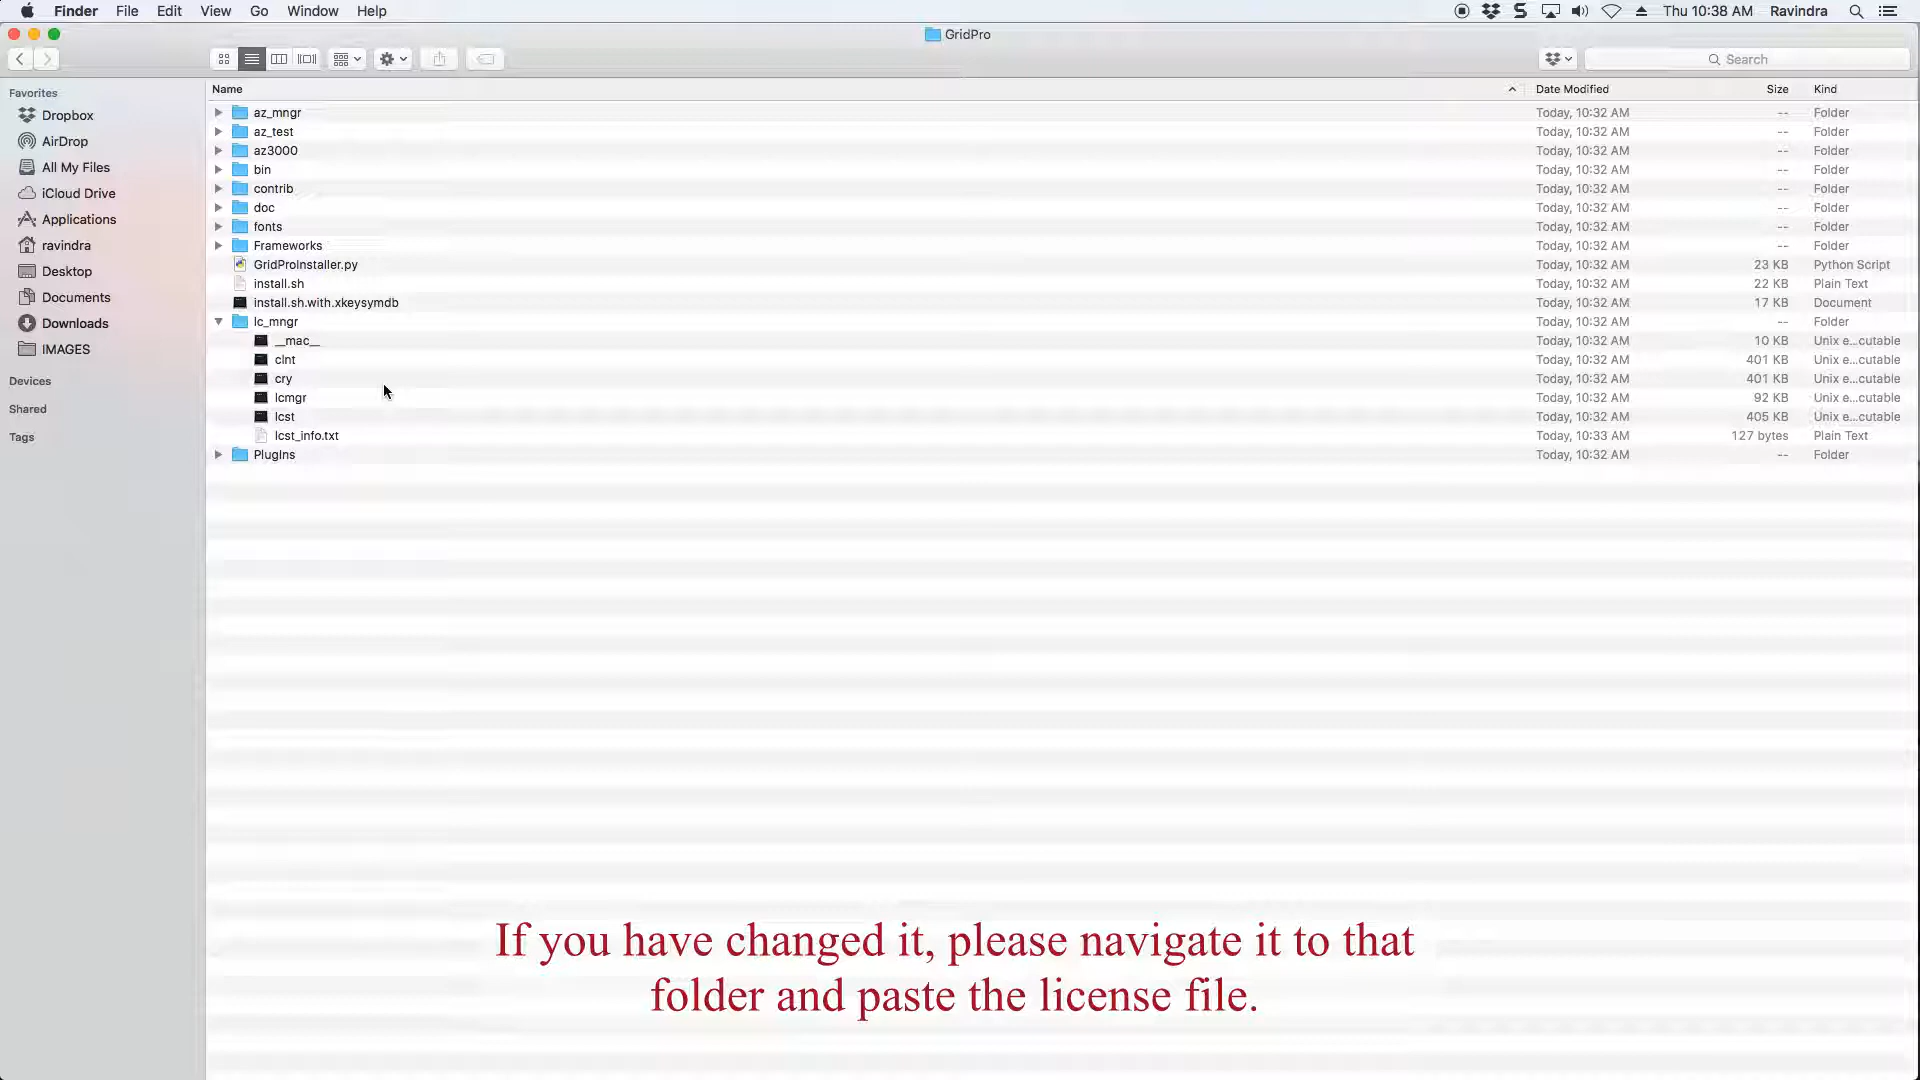 Finder File Edit View Go Window Help Thu 10:38 AM Ravindra
GridPro
Search
Favorites
Dropbox
AirDrop
All My Files
iCloud Drive
Applications
ravindra
Desktop
Documents
Downloads
IMAGES
Devices
Shared
Tags
Name Date Modified Size Kind
az_mngr Today, 10:32 AM -- Folder
az_test Today, 10:32 AM -- Folder
az3000 Today, 10:32 AM -- Folder
bin Today, 10:32 AM -- Folder
contrib Today, 10:32 AM -- Folder
doc Today, 10:32 AM -- Folder
fonts Today, 10:32 AM -- Folder
Frameworks Today, 10:32 AM -- Folder
GridProInstaller.py Today, 10:32 AM 23 KB Python Script
install.sh Today, 10:32 AM 22 KB Plain Text
install.sh.with.xkeysymdb Today, 10:32 AM 17 KB Document
lc_mngr Today, 10:32 AM -- Folder
__mac__ Today, 10:32 AM 10 KB Unix e...cutable
clnt Today, 10:32 AM 401 KB Unix e...cutable
cry Today, 10:32 AM 401 KB Unix e...cutable
lcmgr Today, 10:32 AM 92 KB Unix e...cutable
lcst Today, 10:32 AM 405 KB Unix e...cutable
lcst_info.txt Today, 10:33 AM 127 bytes Plain Text
PlugIns Today, 10:32 AM -- Folder
If you have changed it, please navigate it to that
folder and paste the license file.